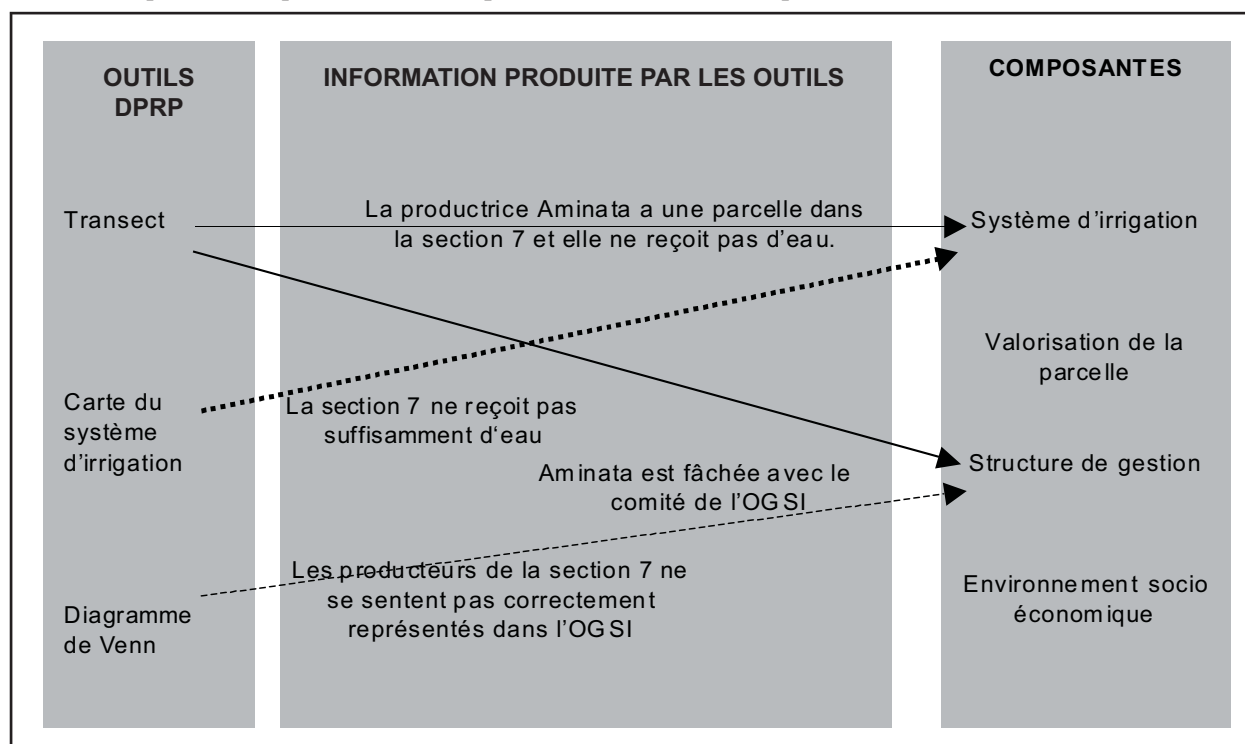 OUTILS
DPRP
Transect
Carte du
système
d'irrigation
Diagramme
de Venn
INFORMATION PRODUITE PAR LES OUTILS
La productrice Aminata a une parcelle dans
la section 7 et elle ne reçoit pas d'eau.
La section 7 ne reçoit pas
suffisamment d'eau
Aminata est fâchée avec le
comité de l'OGSI
Les producteurs de la section 7 ne
se sentent pas correctement
représentés dans l'OGSI
COMPOSANTES
Système d'irrigation
Valorisation de la
parcelle
Structure de gestion
Environnement socio
économique